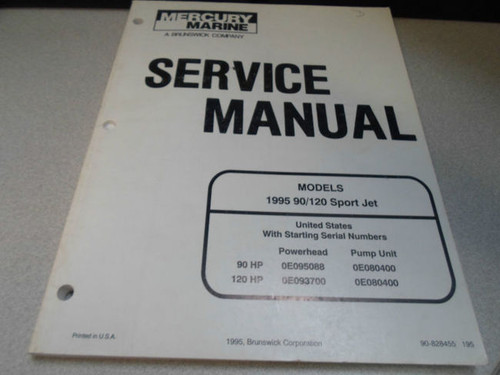 MERCURY
MARINE
A BRUNSWICK COMPANY
SERVICE
MANUAL
MODELS
1995 90/120 Sport Jet
United States
With Starting Serial Numbers
Powerhead Pump Unit
90 HP 0E095088 0E080400
120 HP 0E093700 0E080400
Printed in U.S.A.
1995, Brunswick Corporation
90-828455 195